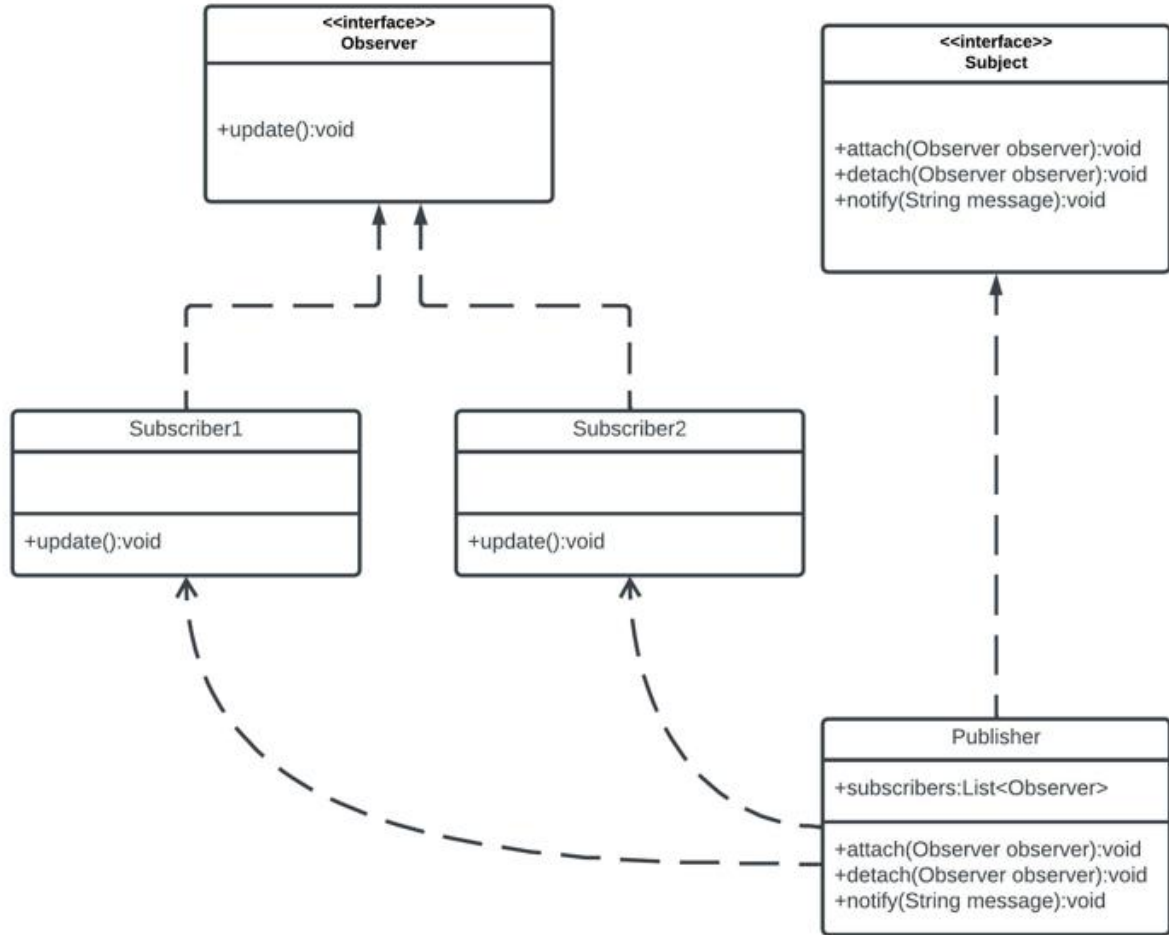 <<interface>>
Observer
+update():void
<<interface>>
Subject
+attach(Observer observer):void
+detach(Observer observer):void
+notify(String message):void
Subscriber1
+update():void
Subscriber2
+update():void
Publisher
+subscribers:List<Observer>
+attach(Observer observer):void
+detach(Observer observer):void
+notify(String message):void